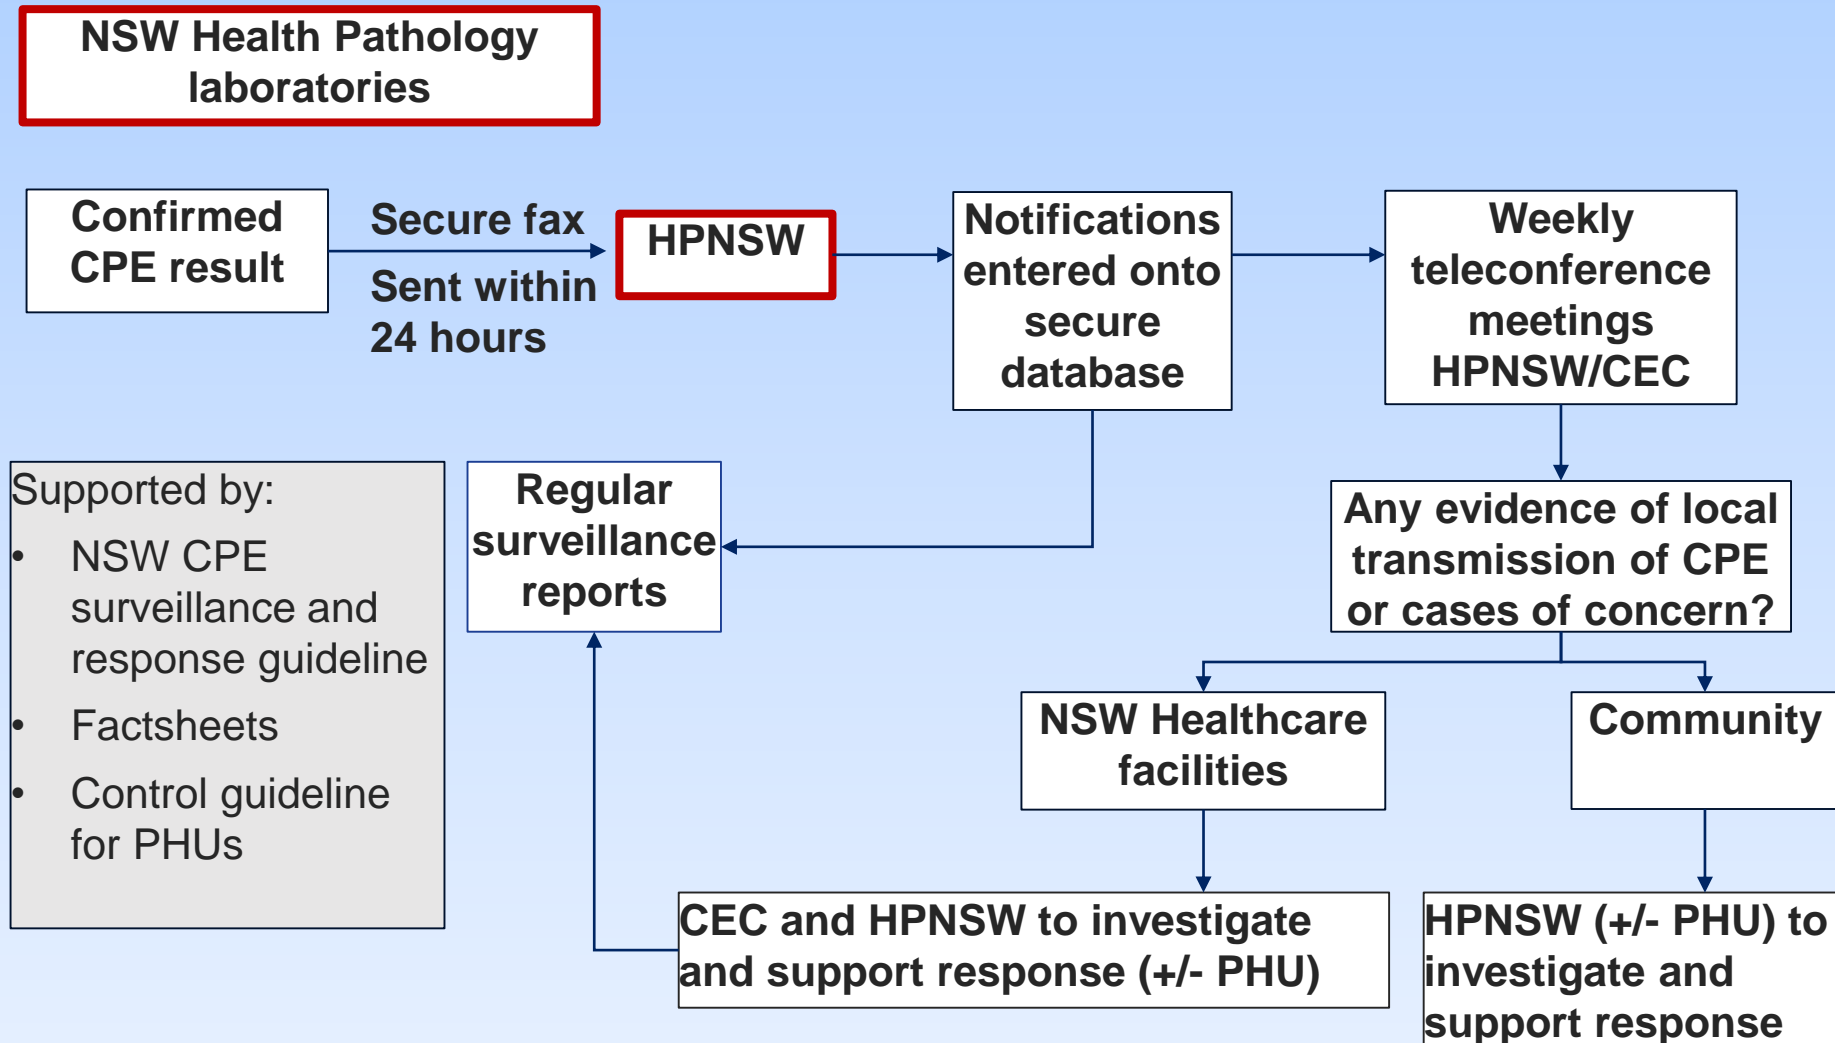 NSW Health Pathology
laboratories
Confirmed
CPE result
Secure fax
Sent within
24 hours
HPNSW
Notifications
entered onto
secure
database
Weekly
teleconference
meetings
HPNSW/CEC
Supported by:
• NSW CPE
surveillance and
response guideline
• Factsheets
• Control guideline
for PHUs
Regular
surveillance
reports
Any evidence of local
transmission of CPE
or cases of concern?
NSW Healthcare
facilities
Community
CEC and HPNSW to investigate
and support response (+/- PHU)
HPNSW (+/- PHU) to
investigate and
support response